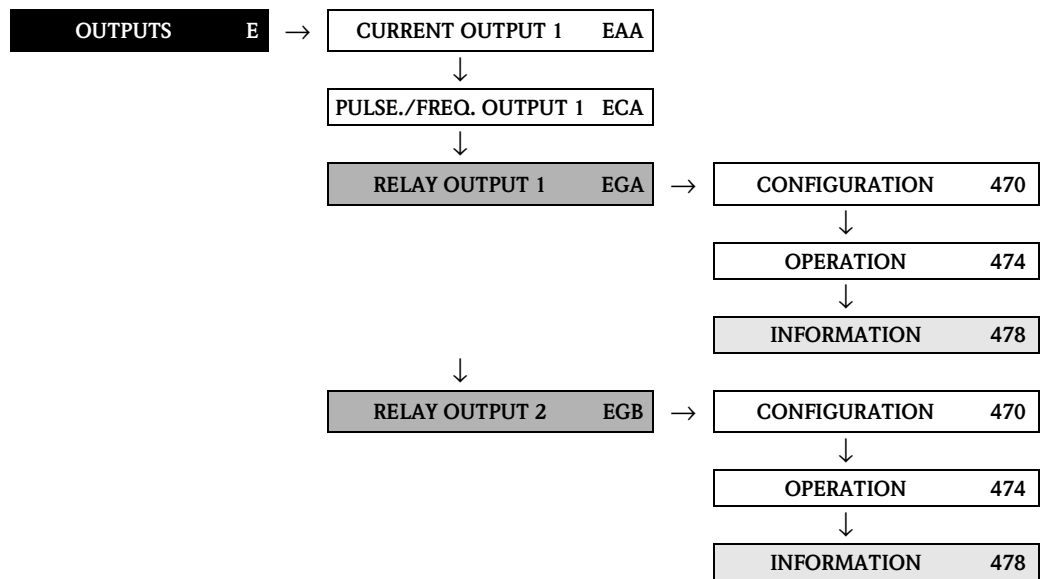 OUTPUTS E → CURRENT OUTPUT 1 EAA
↓
PULSE./FREQ. OUTPUT 1 ECA
↓
RELAY OUTPUT 1 EGA → CONFIGURATION 470
↓
OPERATION 474
↓
INFORMATION 478
↓
RELAY OUTPUT 2 EGB → CONFIGURATION 470
↓
OPERATION 474
↓
INFORMATION 478